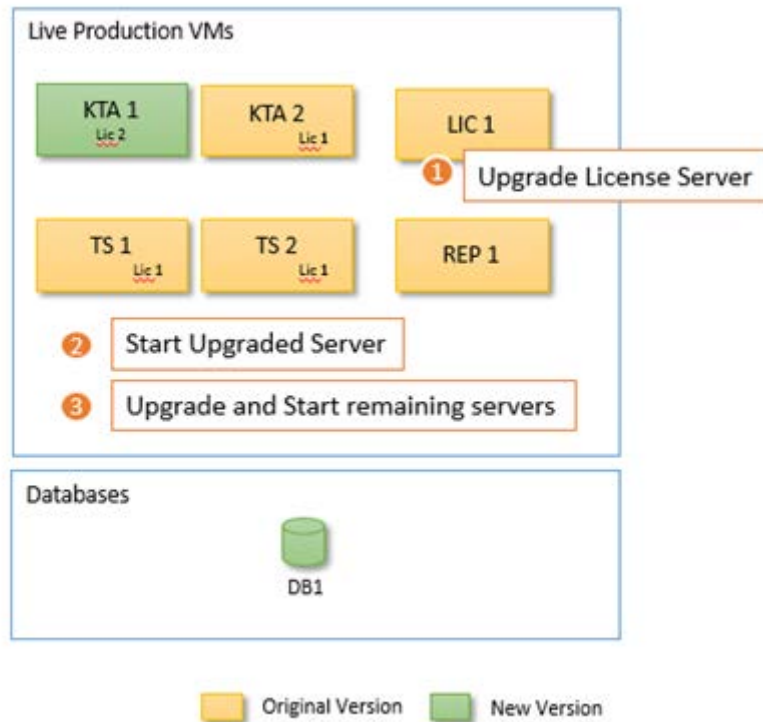 Live Production VMs
KTA 1
Lic 2
KTA 2
Lic 1
LIC 1
1
Upgrade License Server
TS 1
Lic 1
TS 2
Lic 1
REP 1
2
Start Upgraded Server
3
Upgrade and Start remaining servers
Databases
DB1
Original Version
New Version